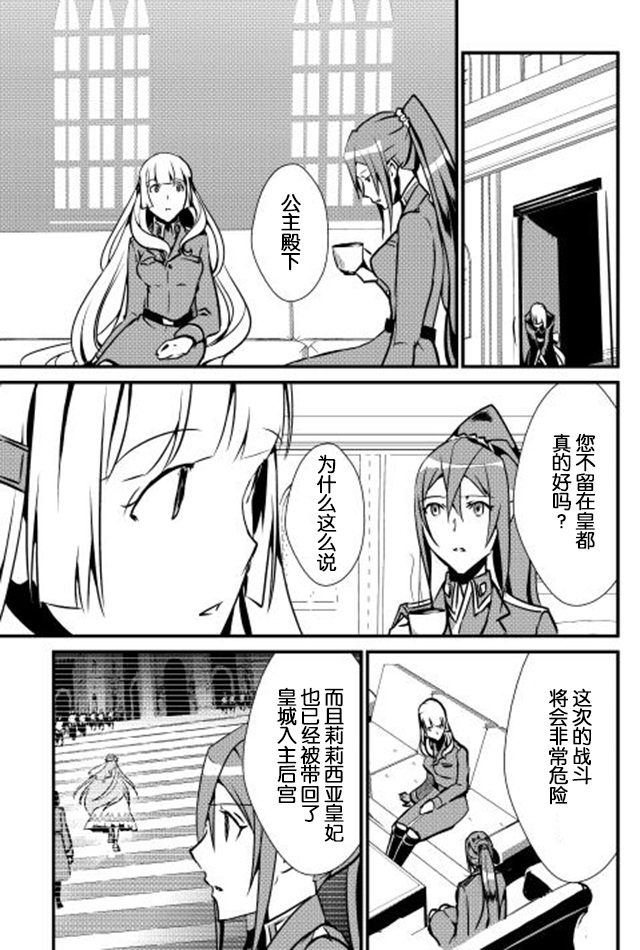 公主
殿下
您不留在皇都
真的好吗？
为什么这么说
这次的战斗
将会非常危险
而且莉莉西亚皇妃
也已经被带回了
皇城入主后宫